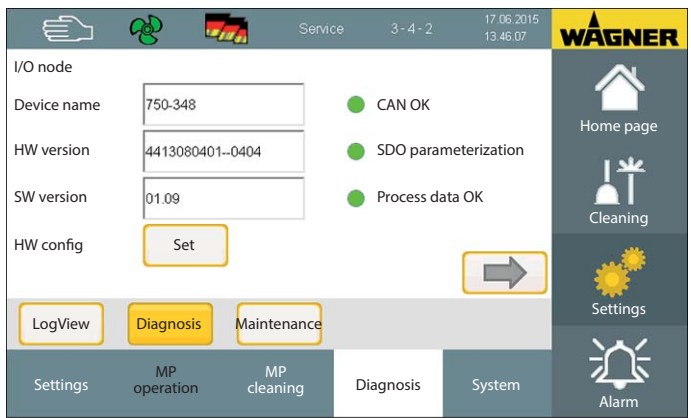 Service 3-4-2 17.06.2015
13.46.07
WAGNER
I/O node
Device name 750-348 CAN OK
HW version 4413080401--0404 SDO parameterization
SW version 01.09 Process data OK
HW config Set
Home page
Cleaning
Settings
Alarm
LogView Diagnosis Maintenance
Settings MP operation MP cleaning Diagnosis System